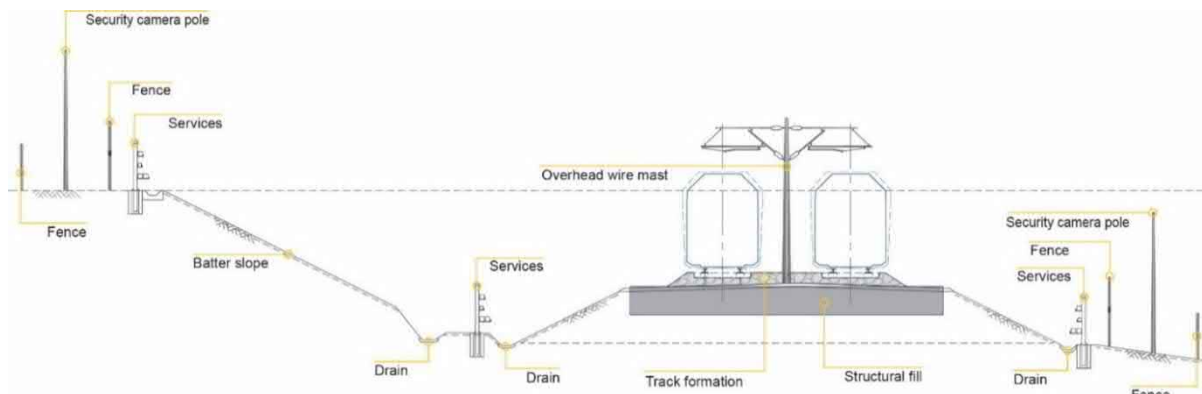 Security camera pole
Fence
Services
Overhead wire mast
Security camera pole
Fence
Fence
Batter slope
Services
Services
Drain
Drain
Track formation
Structural fill
Drain
Fence